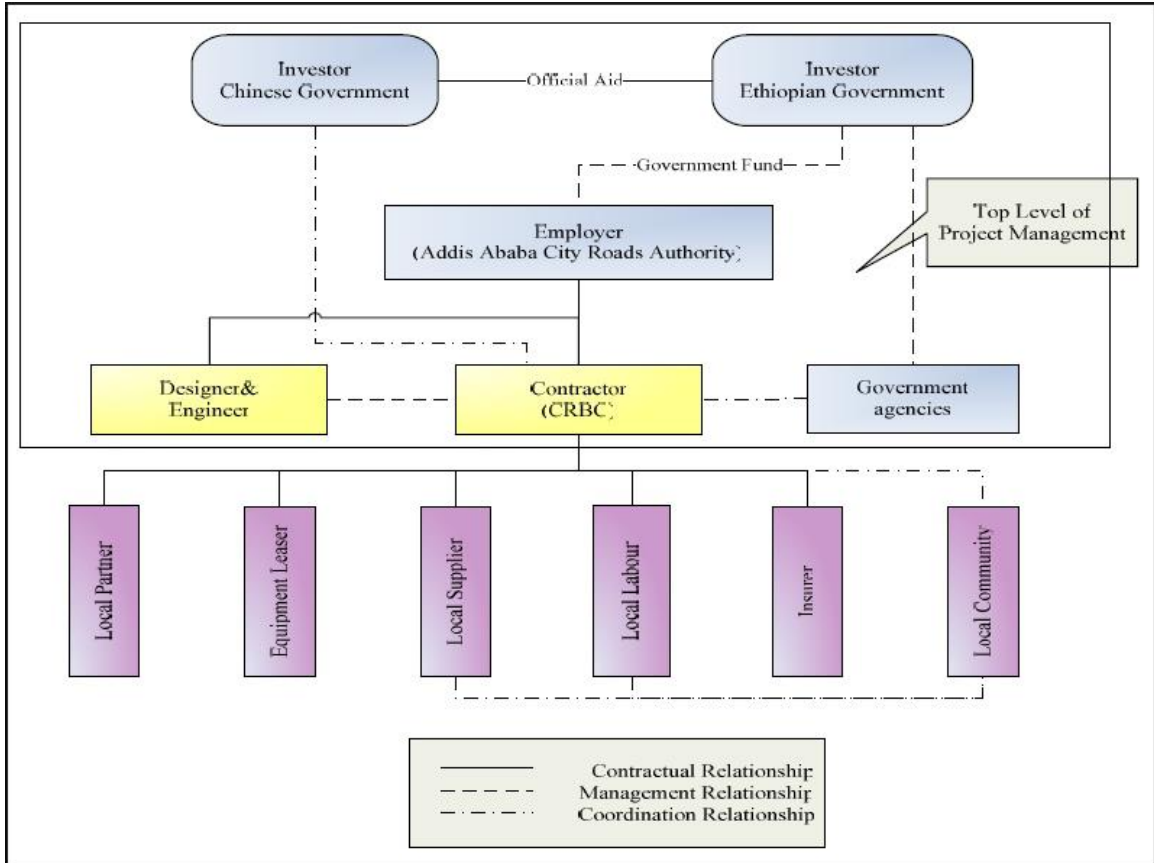 Investor
Chinese Government
Official Aid
Investor
Ethiopian Government
Government Fund
Employer
(Addis Ababa City Roads Authority)
Top Level of
Project Management
Designer&
Engineer
Contractor
(CRBC)
Government
agencies
Local Partner
Equipment Leaser
Local Supplier
Local Labour
Insurer
Local Community
Contractual Relationship
Management Relationship
Coordination Relationship